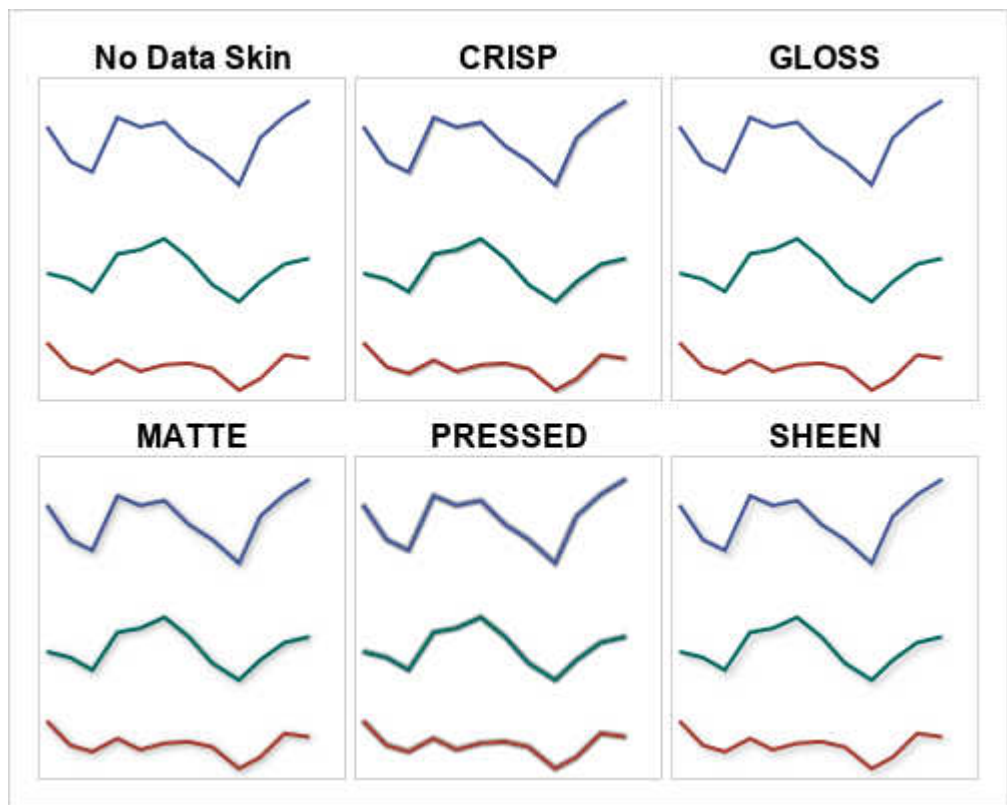 No Data Skin
CRISP
GLOSS
MATTE
PRESSED
SHEEN